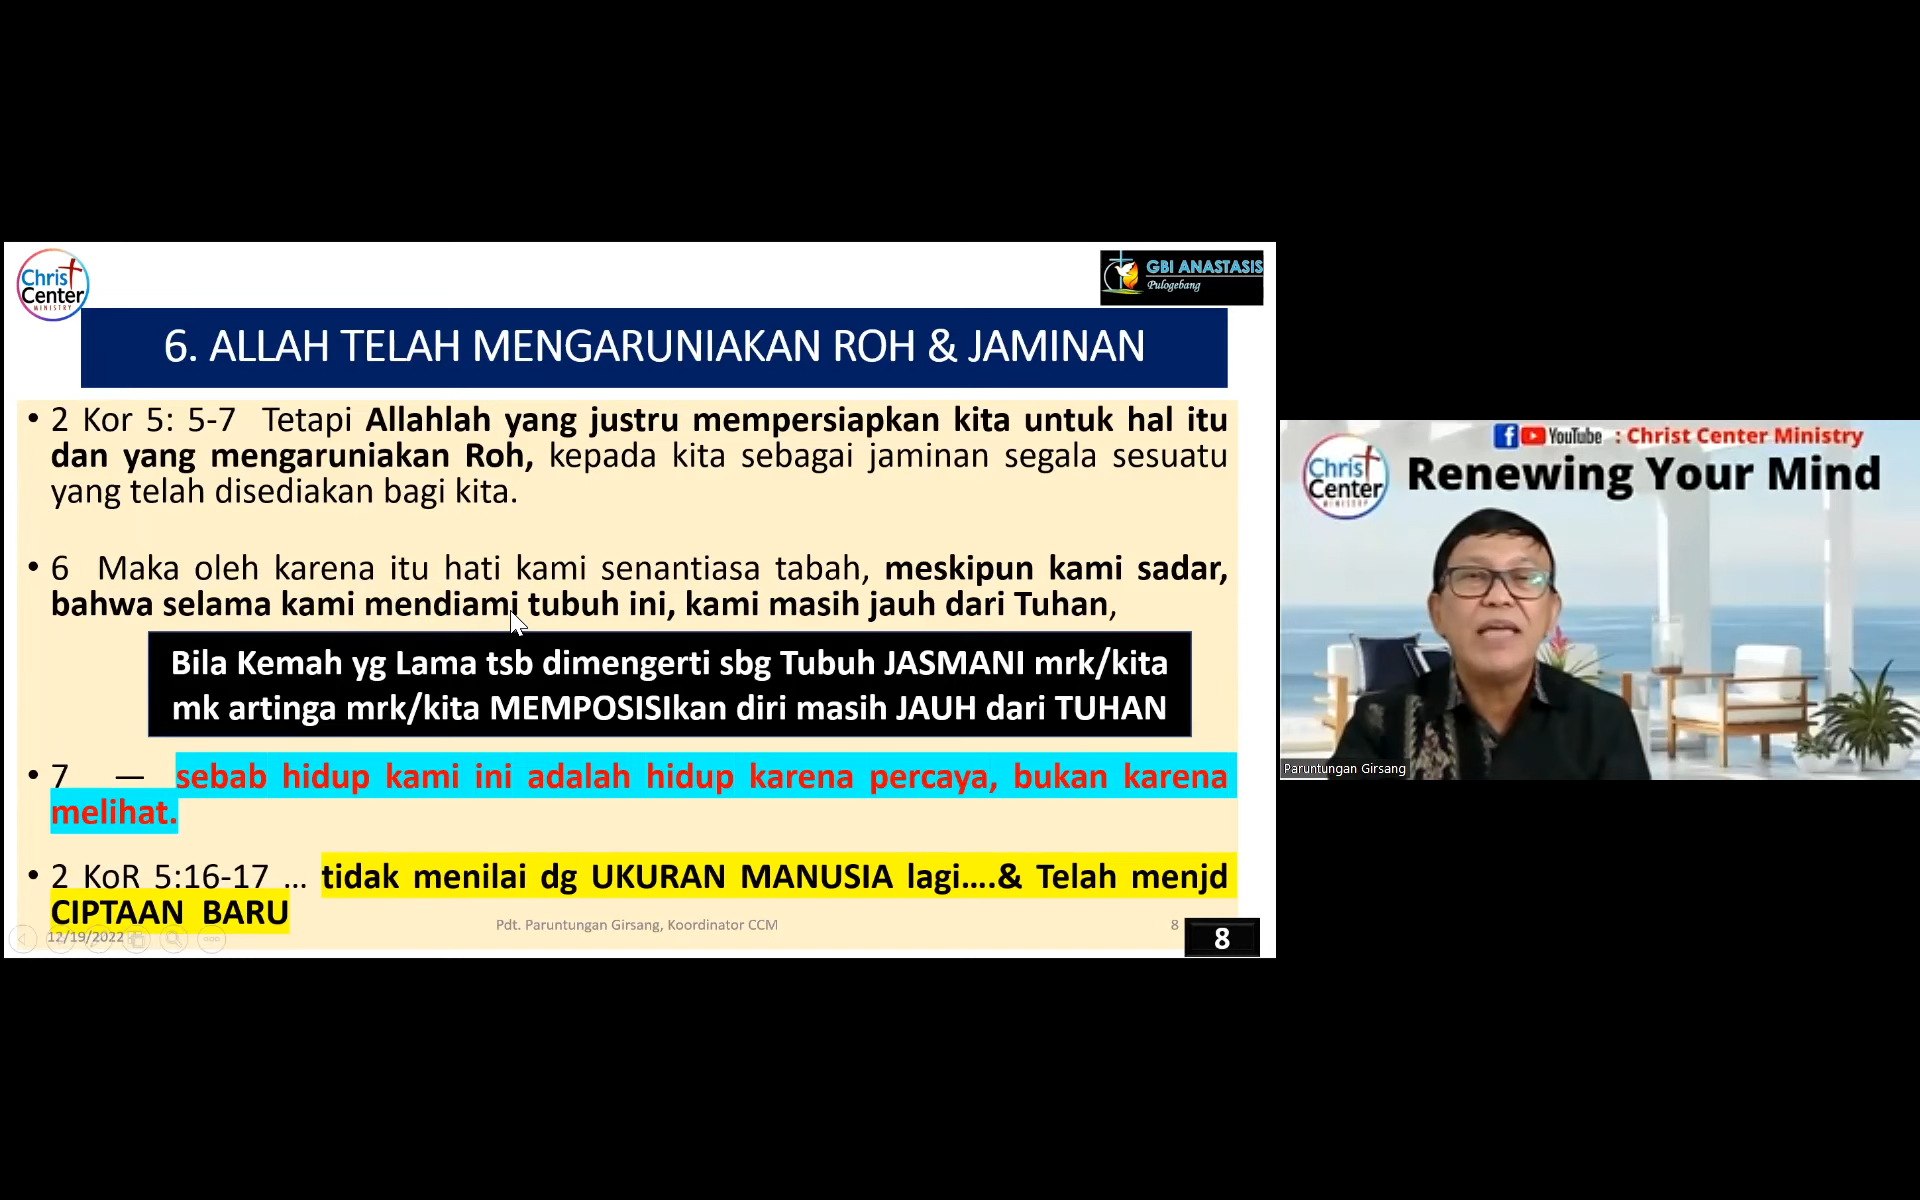 Christ
Center
MINISTRY
GBI ANASTASIS
Pulogebang
6. ALLAH TELAH MENGARUNIAKAN ROH & JAMINAN
• 2 Kor 5: 5-7 Tetapi Allahlah yang justru mempersiapkan kita untuk hal itu
dan yang mengaruniakan Roh, kepada kita sebagai jaminan segala sesuatu
yang telah disediakan bagi kita.
• 6 Maka oleh karena itu hati kami senantiasa tabah, meskipun kami sadar,
bahwa selama kami mendiami tubuh ini, kami masih jauh dari Tuhan,
Bila Kemah yg Lama tsb dimengerti sbg Tubuh JASMANI mrk/kita
mk artinga mrk/kita MEMPOSISIkan diri masih JAUH dari TUHAN
• 7 — sebab hidup kami ini adalah hidup karena percaya, bukan karena
melihat.
• 2 KoR 5:16-17 ... tidak menilai dg UKURAN MANUSIA lagi....& Telah menjd
CIPTAAN BARU
12/19/2022
Pdt. Paruntungan Girsang, Koordinator CCM
8
8
YouTube : Christ Center Ministry
Christ
Center
MINISTRY
Renewing Your Mind
Paruntungan Girsang